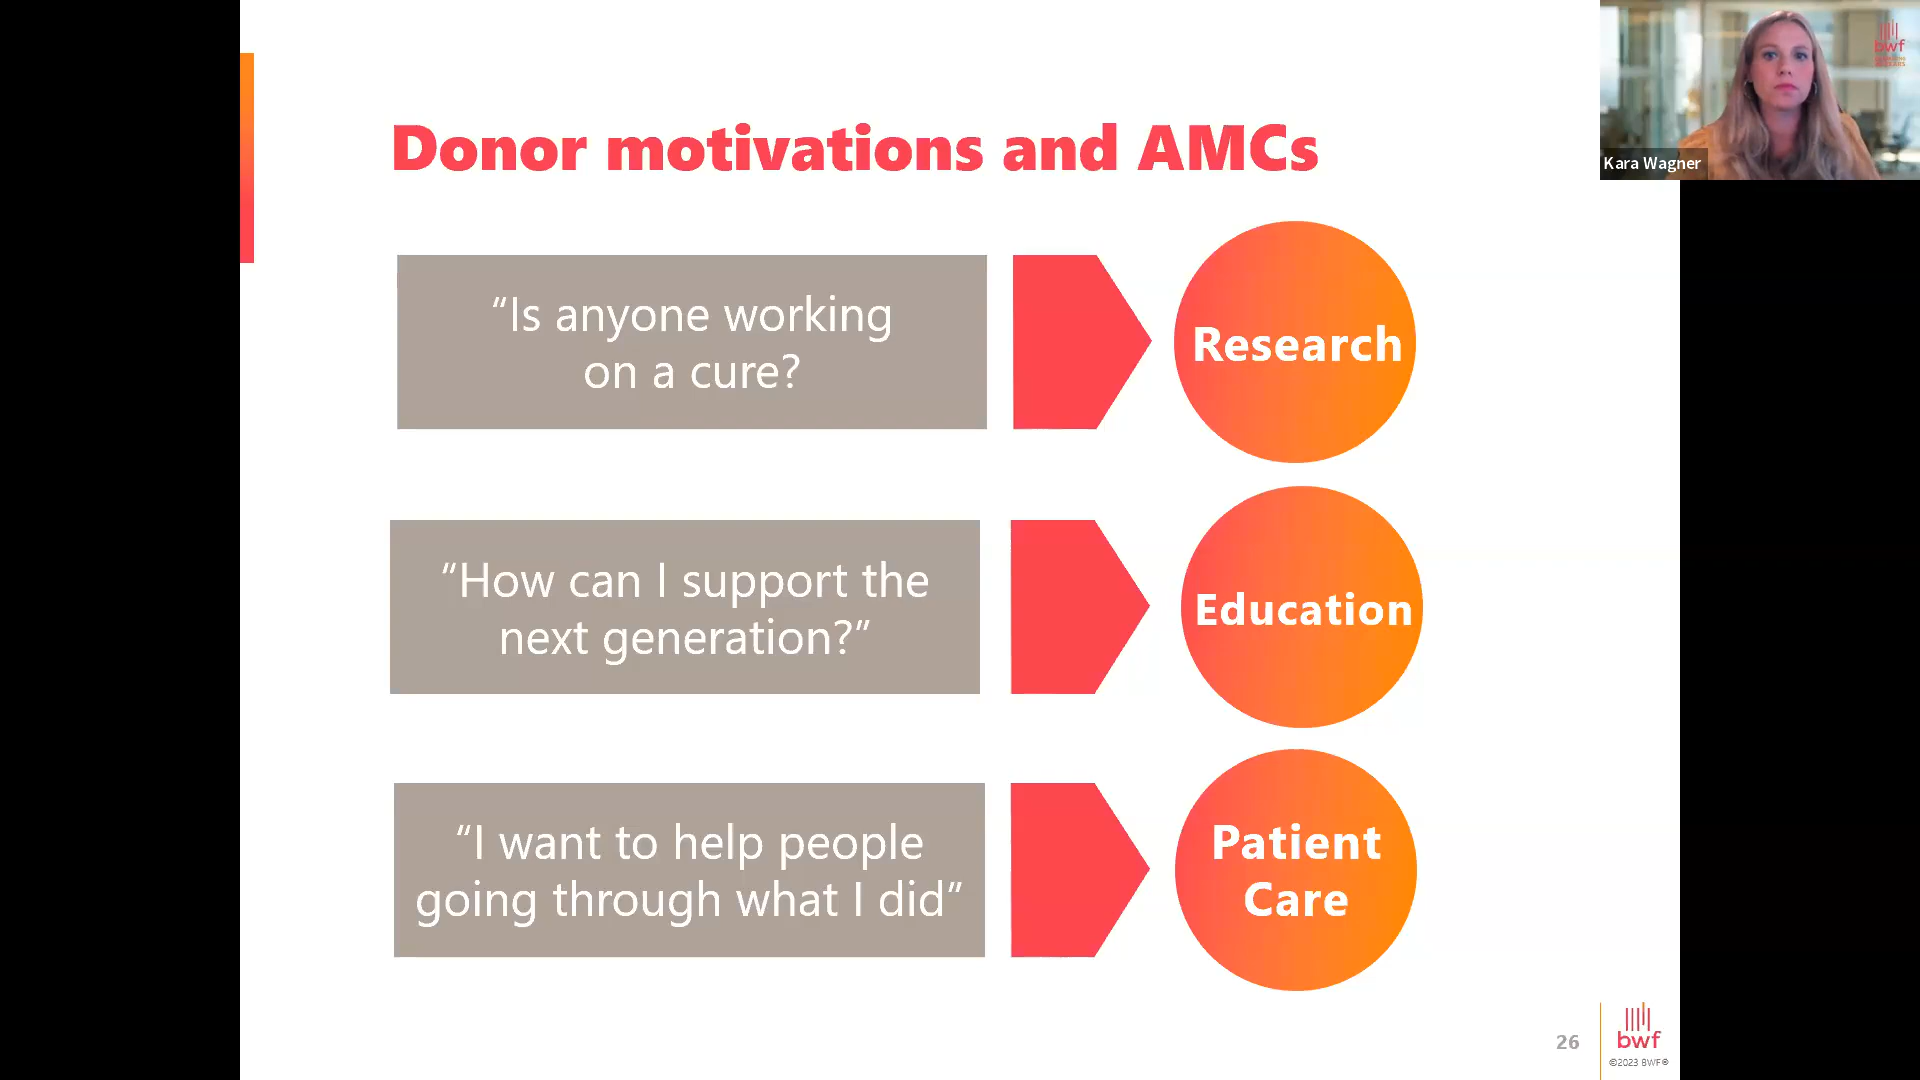 Donor motivations and AMCs
“Is anyone working
on a cure?
Research
“How can I support the
next generation?”
Education
“I want to help people
going through what I did”
Patient
Care
bwf
Kara Wagner
26
bwf
©2023 BWF®